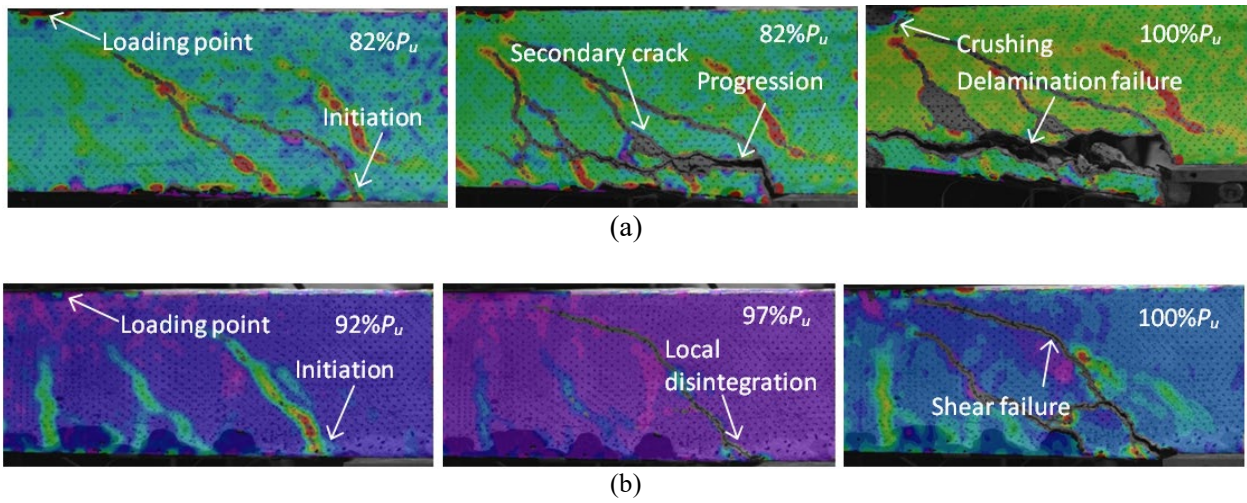 Loading point
82%Pu
Initiation
82%Pu
Secondary crack
Progression
100%Pu
Crushing
Delamination failure
(a)
92%Pu
Loading point
Initiation
97%Pu
Local
disintegration
100%Pu
Shear failure
(b)